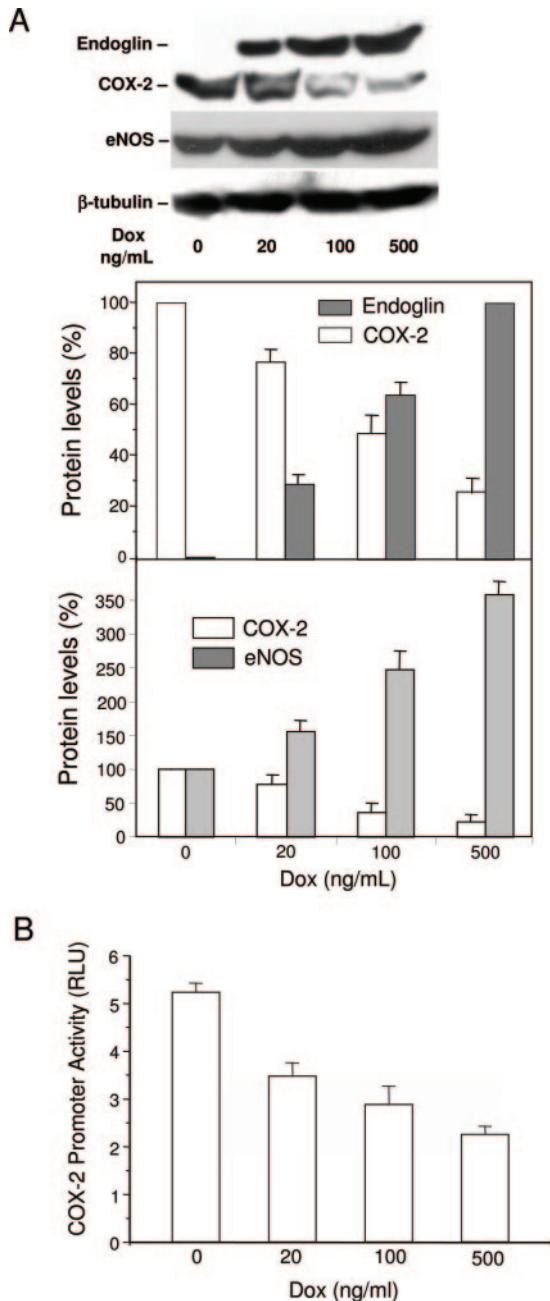 A
Endoglin –
COX-2 –
eNOS –
β-tubulin –
Dox ng/mL 0 20 100 500
Protein levels (%)
100
80
60
40
20
0
Endoglin
COX-2
Protein levels (%)
350
300
250
200
150
100
50
0
COX-2
eNOS
0 20 100 500
Dox (ng/mL)
B
COX-2 Promoter Activity (RLU)
6
5
4
3
2
1
0
0 20 100 500
Dox (ng/ml)